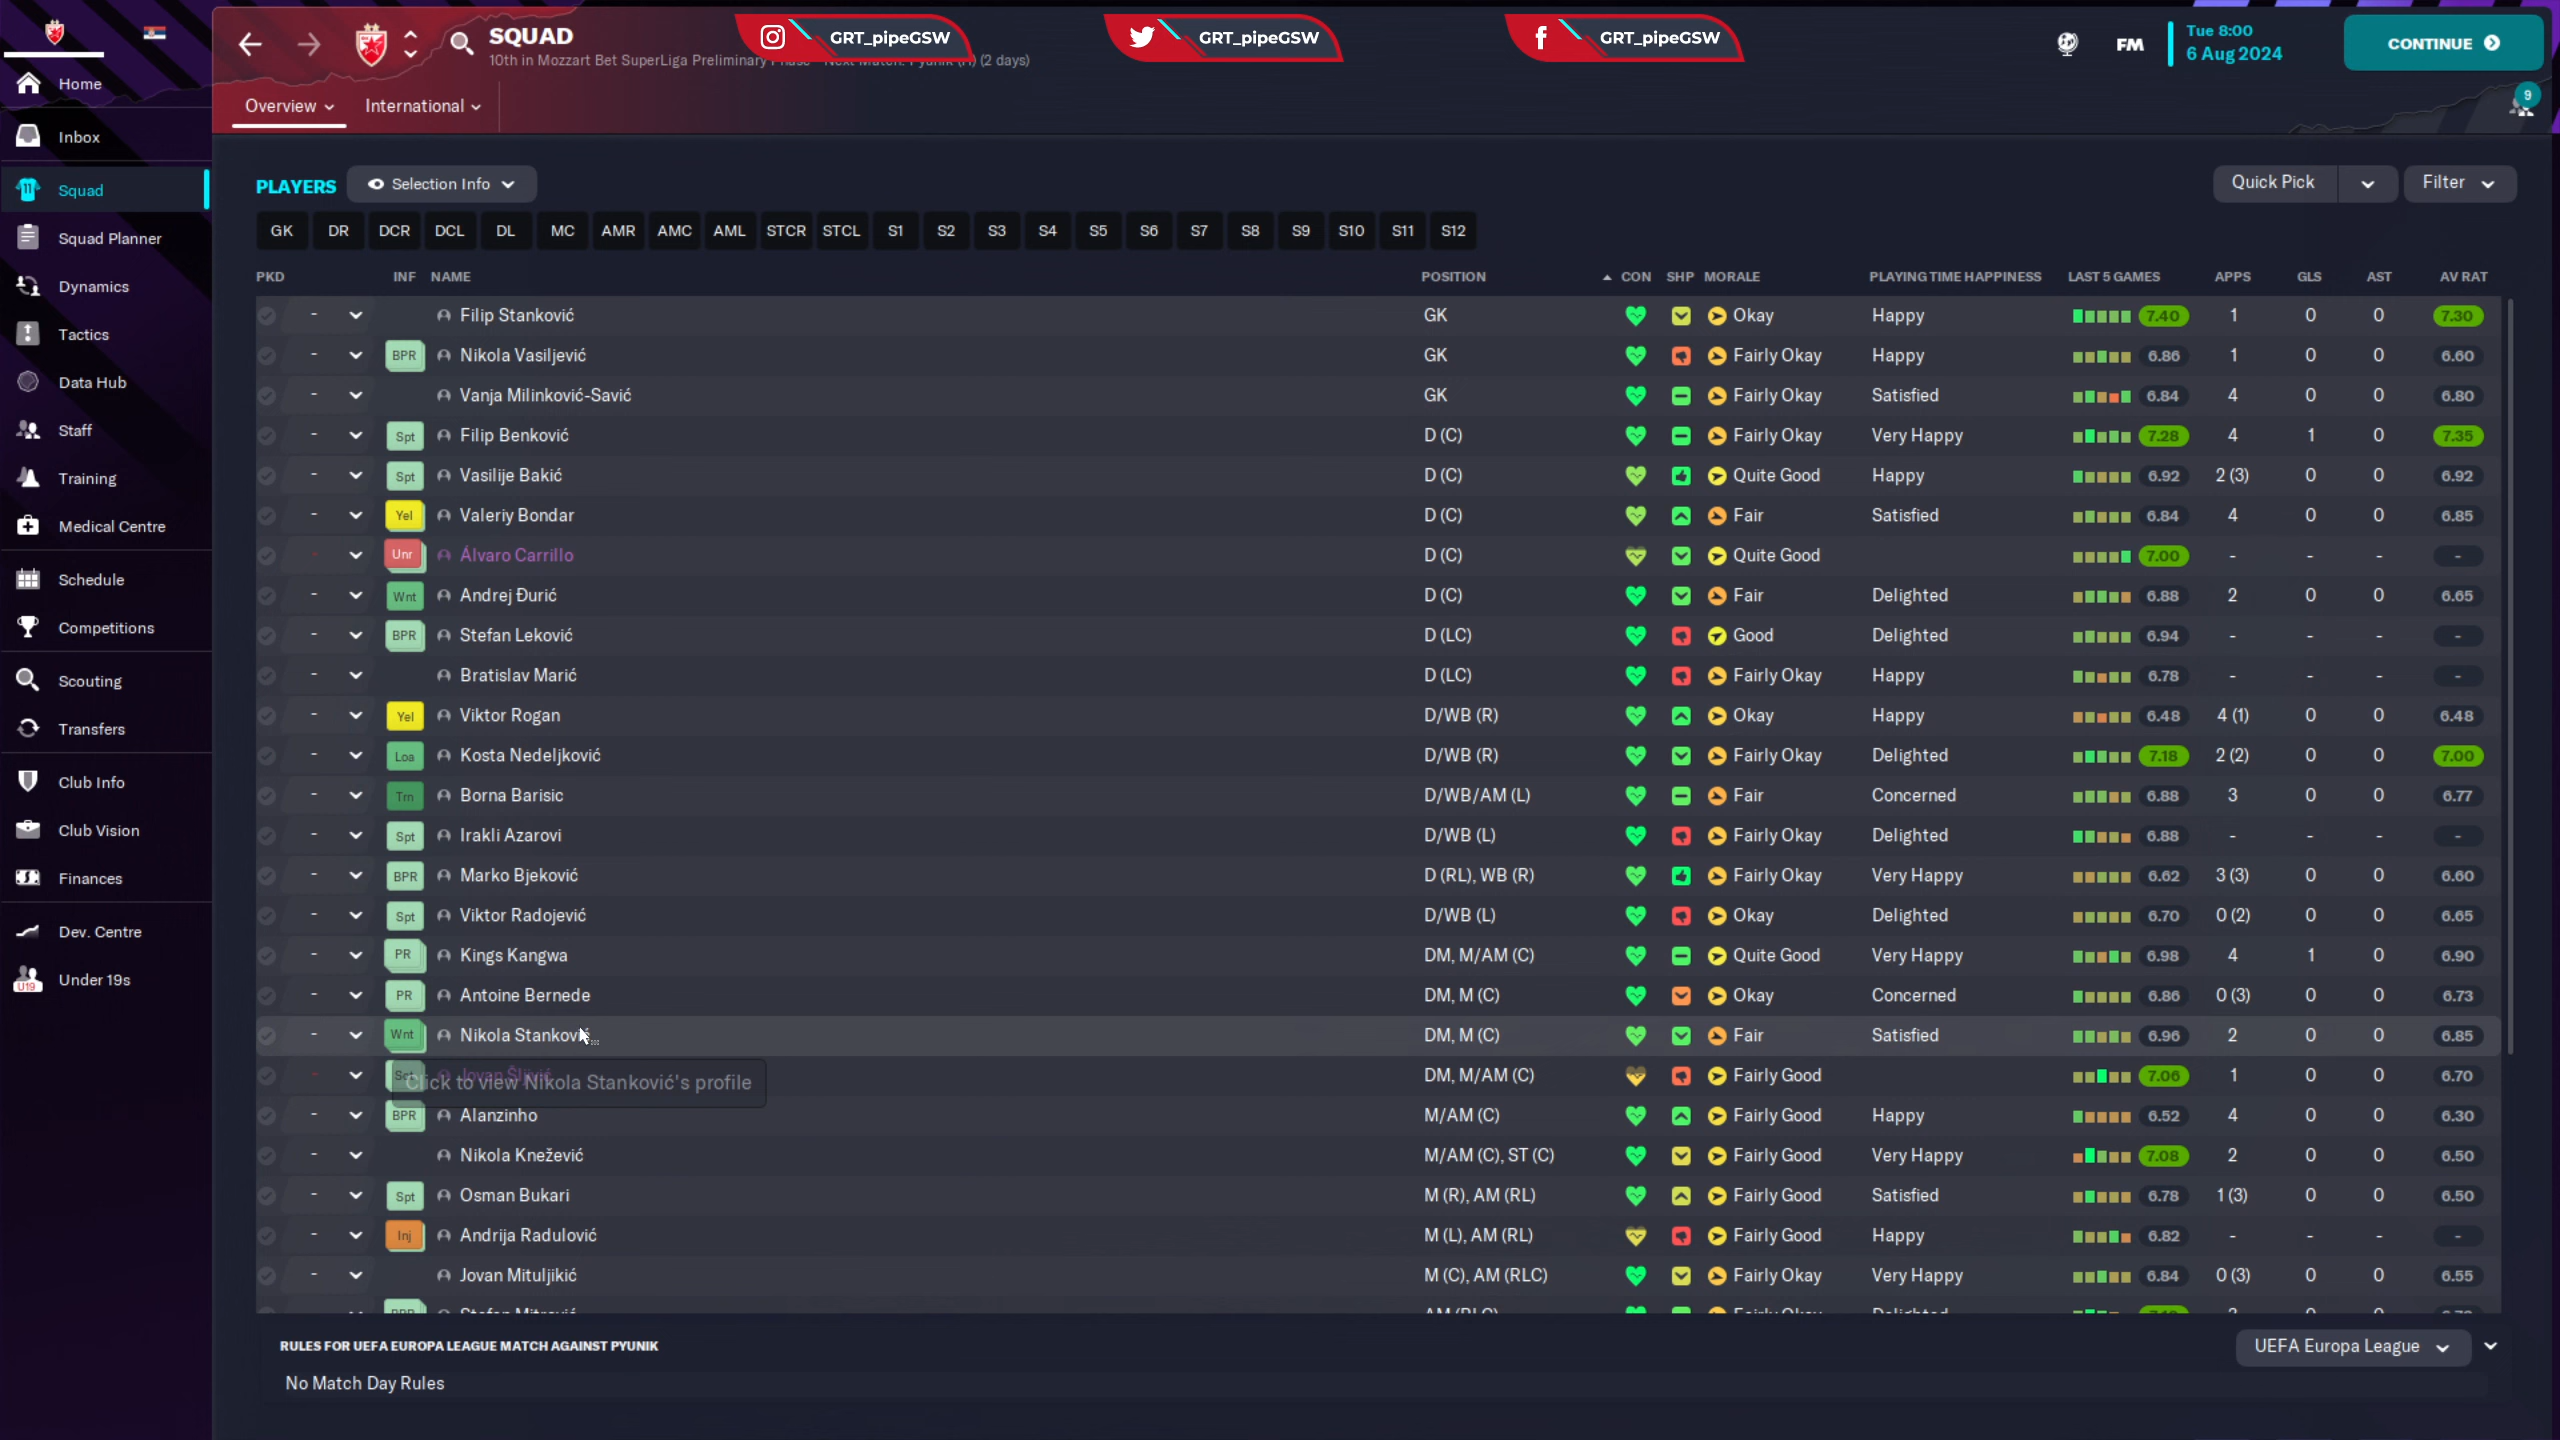 SQUAD
10th in Mozzart Bet SuperLiga Preliminary (2 days)
GRT_pipeGSW
GRT_pipeGSW
GRT_pipeGSW
FM
Tue 8:00
6 Aug 2024
CONTINUE
Overview International
9
Home
Inbox
Squad
Squad Planner
Dynamics
Tactics
Data Hub
Staff
Training
Medical Centre
Schedule
Competitions
Scouting
Transfers
Club Info
Club Vision
Finances
Dev. Centre
U19 Under 19s
PLAYERS Selection Info Quick Pick Filter
GK DR DCR DCL DL MC AMR AMC AML STCR STCL S1 S2 S3 S4 S5 S6 S7 S8 S9 S10 S11 S12
PKD INF NAME POSITION CON SHP MORALE PLAYING TIME HAPPINESS LAST 5 GAMES APPS GLS AST AV RAT
- Filip Stanković GK Okay Happy 7.40 1 0 0 7.30
- BPR Nikola Vasiljević GK Fairly Okay Happy 6.86 1 0 0 6.60
- Vanja Milinković-Savić GK Fairly Okay Satisfied 6.84 4 0 0 6.80
- Spt Filip Benković D (C) Fairly Okay Very Happy 7.28 4 1 0 7.35
- Spt Vasilije Bakić D (C) Quite Good Happy 6.92 2 (3) 0 0 6.92
- Yel Valeriy Bondar D (C) Fair Satisfied 6.84 4 0 0 6.85
- Unr Álvaro Carrillo D (C) Quite Good 7.00 - - - -
- Wnt Andrej Đurić D (C) Fair Delighted 6.88 2 0 0 6.65
- BPR Stefan Leković D (LC) Good Delighted 6.94 - - - -
- Bratislav Marić D (LC) Fairly Okay Happy 6.78 - - - -
- Yel Viktor Rogan D/WB (R) Okay Happy 6.48 4 (1) 0 0 6.48
- Loa Kosta Nedeljković D/WB (R) Fairly Okay Delighted 7.18 2 (2) 0 0 7.00
- Trn Borna Barisic D/WB/AM (L) Fair Concerned 6.88 3 0 0 6.77
- Spt Irakli Azarovi D/WB (L) Fairly Okay Delighted 6.88 - - - -
- BPR Marko Bjeković D (RL), WB (R) Fairly Okay Very Happy 6.62 3 (3) 0 0 6.60
- Spt Viktor Radojević D/WB (L) Okay Delighted 6.70 0 (2) 0 0 6.65
- PR Kings Kangwa DM, M/AM (C) Quite Good Very Happy 6.98 4 1 0 6.90
- PR Antoine Bernede DM, M (C) Okay Concerned 6.86 0 (3) 0 0 6.73
- Wnt Nikola Stanković DM, M (C) Fair Satisfied 6.96 2 0 0 6.85
- Jovan Šljivić DM, M/AM (C) Fairly Good 7.06 1 0 0 6.70
Click to view Nikola Stanković's profile
- BPR Alanzinho M/AM (C) Fairly Good Happy 6.52 4 0 0 6.30
- Nikola Knežević M/AM (C), ST (C) Fairly Good Very Happy 7.08 2 0 0 6.50
- Spt Osman Bukari M (R), AM (RL) Fairly Good Satisfied 6.78 1 (3) 0 0 6.50
- Inj Andrija Radulović M (L), AM (RL) Fairly Good Happy 6.82 - - - -
- Jovan Mituljikić M (C), AM (RLC) Fairly Okay Very Happy 6.84 0 (3) 0 0 6.55
RULES FOR UEFA EUROPA LEAGUE MATCH AGAINST PYUNIK UEFA Europa League
No Match Day Rules